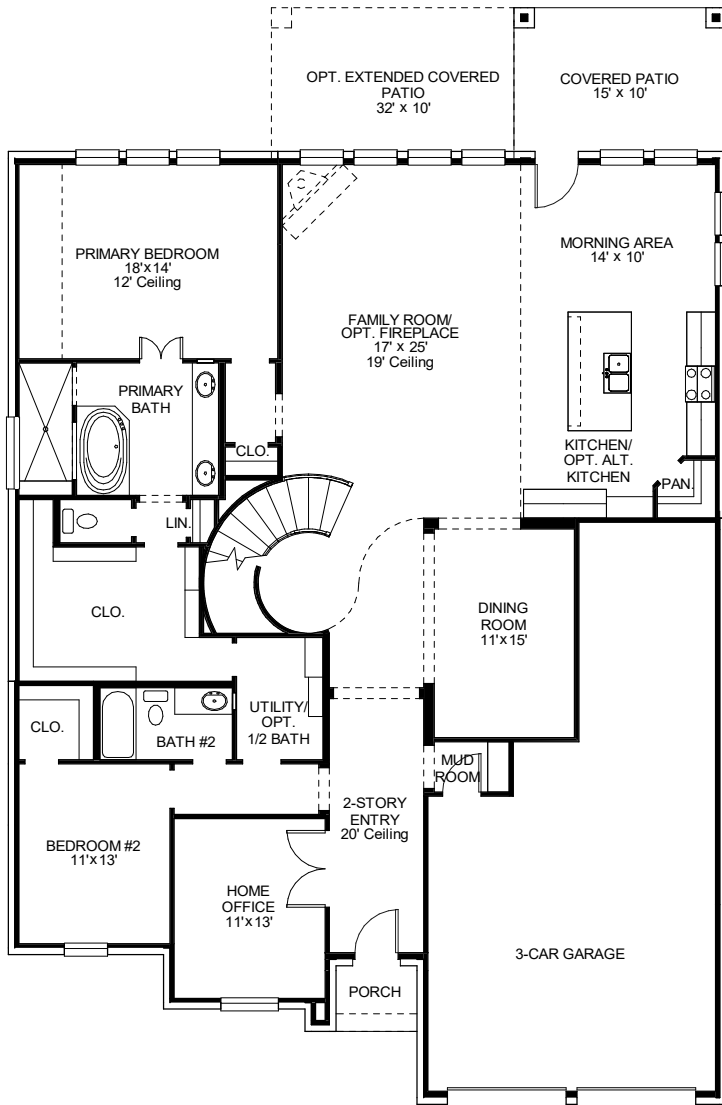 OPT. EXTENDED COVERED
PATIO
32' x 10'
COVERED PATIO
15' x 10'
PRIMARY BEDROOM
18'x14'
12' Ceiling
MORNING AREA
14' x 10'
FAMILY ROOM/
OPT. FIREPLACE
17' x 25'
19' Ceiling
PRIMARY
BATH
CLO.
KITCHEN/
OPT. ALT.
KITCHEN
PAN.
LIN.
CLO.
DINING
ROOM
11'x15'
CLO.
BATH #2
UTILITY/
OPT.
1/2 BATH
MUD
ROOM
2-STORY
ENTRY
20' Ceiling
BEDROOM #2
11'x13'
HOME
OFFICE
11'x13'
3-CAR GARAGE
PORCH